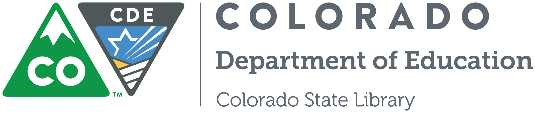 CO
TM
CDE
COLORADO
Department of Education
Colorado State Library